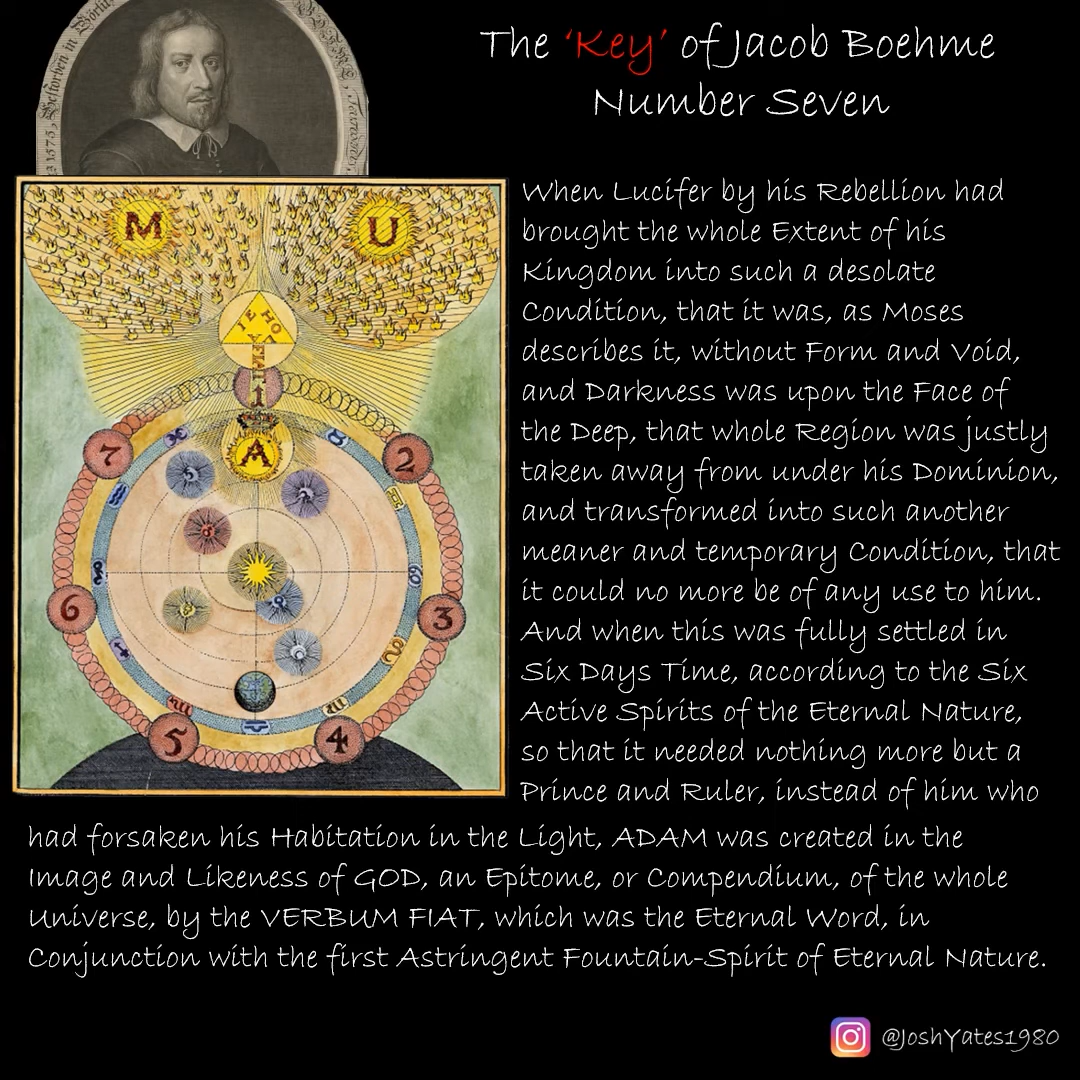 The 'Key' of Jacob Boehme
Number Seven
When Lucifer by his Rebellion had
brought the whole Extent of his
Kingdom into such a desolate
Condition, that it was, as Moses
describes it, without Form and Void,
and Darkness was upon the Face of
the Deep, that whole Region was justly
taken away from under his Dominion,
and transformed into such another
meaner and temporary Condition, that
it could no more be of any use to him.
And when this was fully settled in
Six Days Time, according to the Six
Active Spirits of the Eternal Nature,
so that it needed nothing more but a
Prince and Ruler, instead of him who
had forsaken his Habitation in the Light, ADAM was created in the
Image and Likeness of GOD, an Epitome, or Compendium, of the whole
Universe, by the VERBUM FIAT, which was the Eternal Word, in
Conjunction with the first Astringent Fountain-Spirit of Eternal Nature.
1575, Gestorben in
M
U
IE HO
1
A
7
2
6
3
5
4
@JoshYates1980